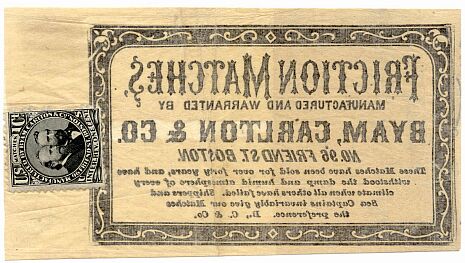 FRICTION MATCHES,
MANUFACTURED AND WARRANTED BY
BYAM, CARLTON & CO.
NO. 96 FRIEND ST. BOSTON.
These Matches have been sold for over forty years, and have
withstood the damp and humid atmosphere of every
climate when all others have failed. Shippers and
Sea Captains invariably give our Matches
the preference. B., C. & Co.